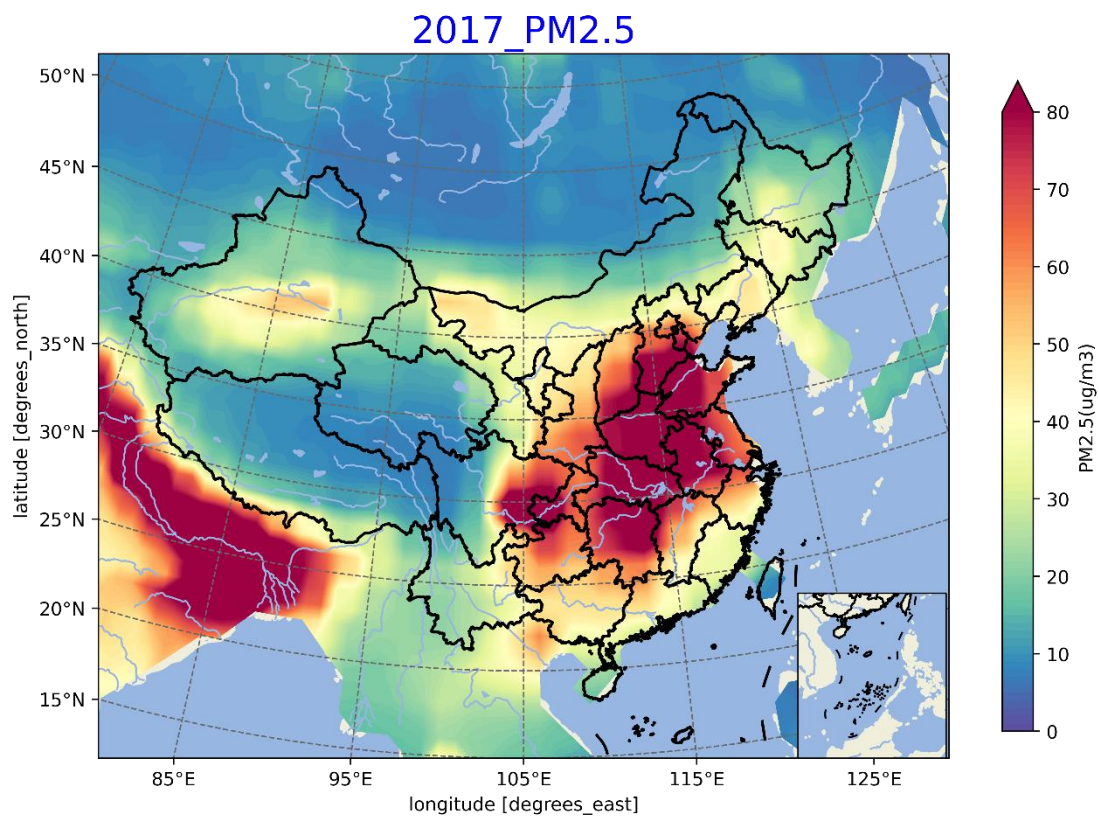 2017_PM2.5
50°N
45°N
40°N
35°N
30°N
25°N
20°N
15°N
latitude [degrees_north]
85°E
95°E
105°E
115°E
125°E
longitude [degrees_east]
80
70
60
50
40
30
20
10
0
PM2.5(ug/m3)